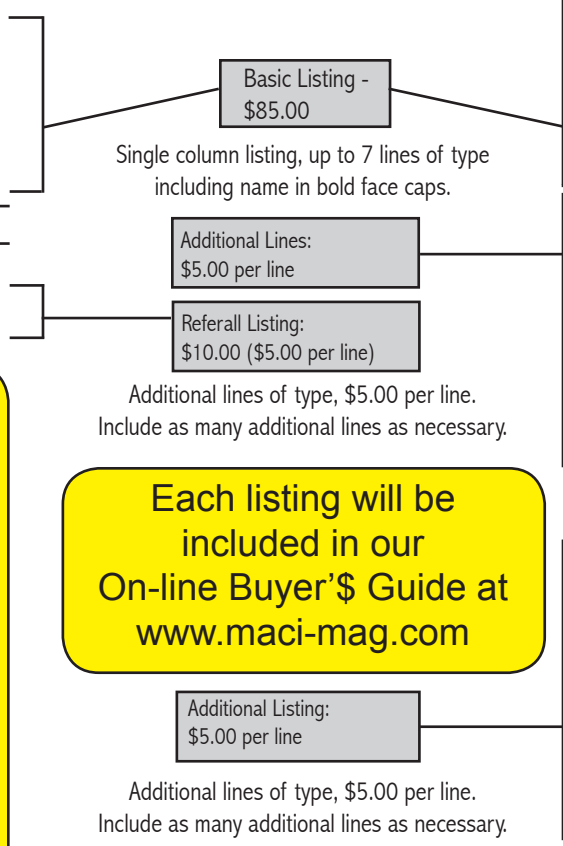 Basic Listing -
$85.00
Single column listing, up to 7 lines of type
including name in bold face caps.
Additional Lines:
$5.00 per line
Referall Listing:
$10.00 ($5.00 per line)
Additional lines of type, $5.00 per line.
Include as many additional lines as necessary.
Each listing will be
included in our
On-line Buyer’$ Guide at
www.maci-mag.com
Additional Listing:
$5.00 per line
Additional lines of type, $5.00 per line.
Include as many additional lines as necessary.